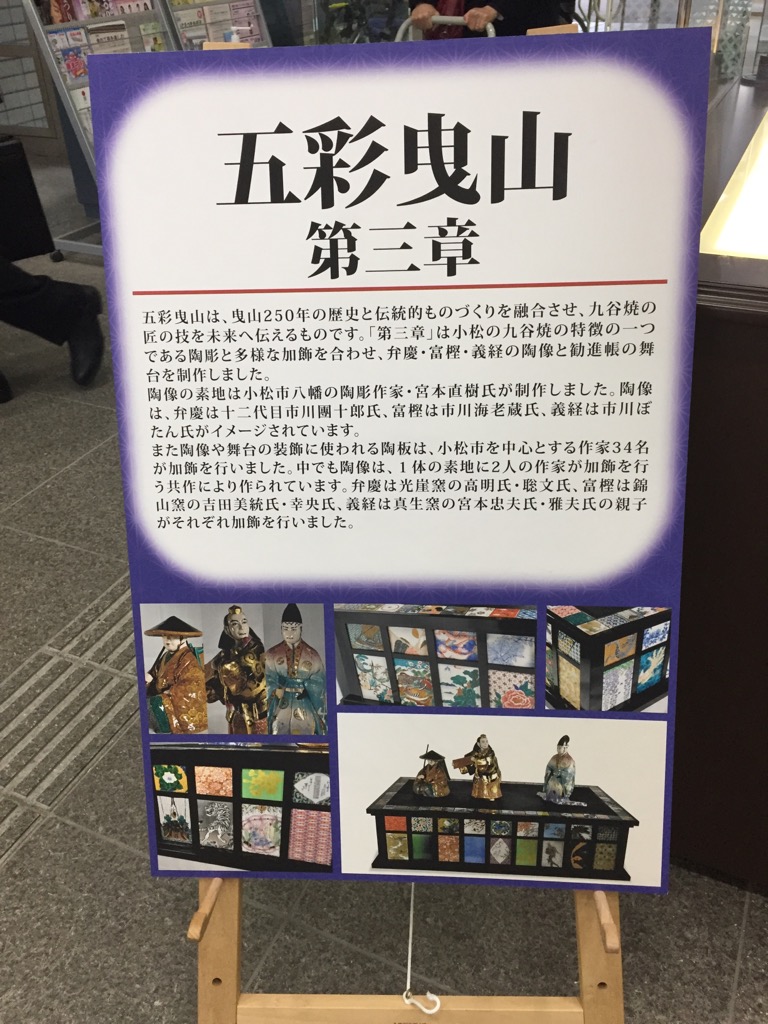 五彩曳山
第三章
五彩曳山は、曳山250年の歴史と伝統的ものづくりを融合させ、九谷焼の
匠の技を未来へ伝えるものです。「第三章」は小松の九谷焼の特徴の一つ
である陶彫と多様な加飾を合わせ、弁慶・富樫・義経の陶像と勧進帳の舞
台を制作しました。
陶像の素地は小松市八幡の陶彫作家・宮本直樹氏が制作しました。陶像
は、弁慶は十二代目市川團十郎氏、富樫は市川海老蔵氏、義経は市川ぼ
たん氏がイメージされています。
また陶像や舞台の装飾に使われる陶板は、小松市を中心とする作家34名
が加飾を行いました。中でも陶像は、1体の素地に2人の作家が加飾を行
う共作により作られています。弁慶は光崖窯の高明氏・聡文氏、富樫は錦
山窯の吉田美統氏・幸央氏、義経は真生窯の宮本忠夫氏・雅夫氏の親子
がそれぞれ加飾を行いました。